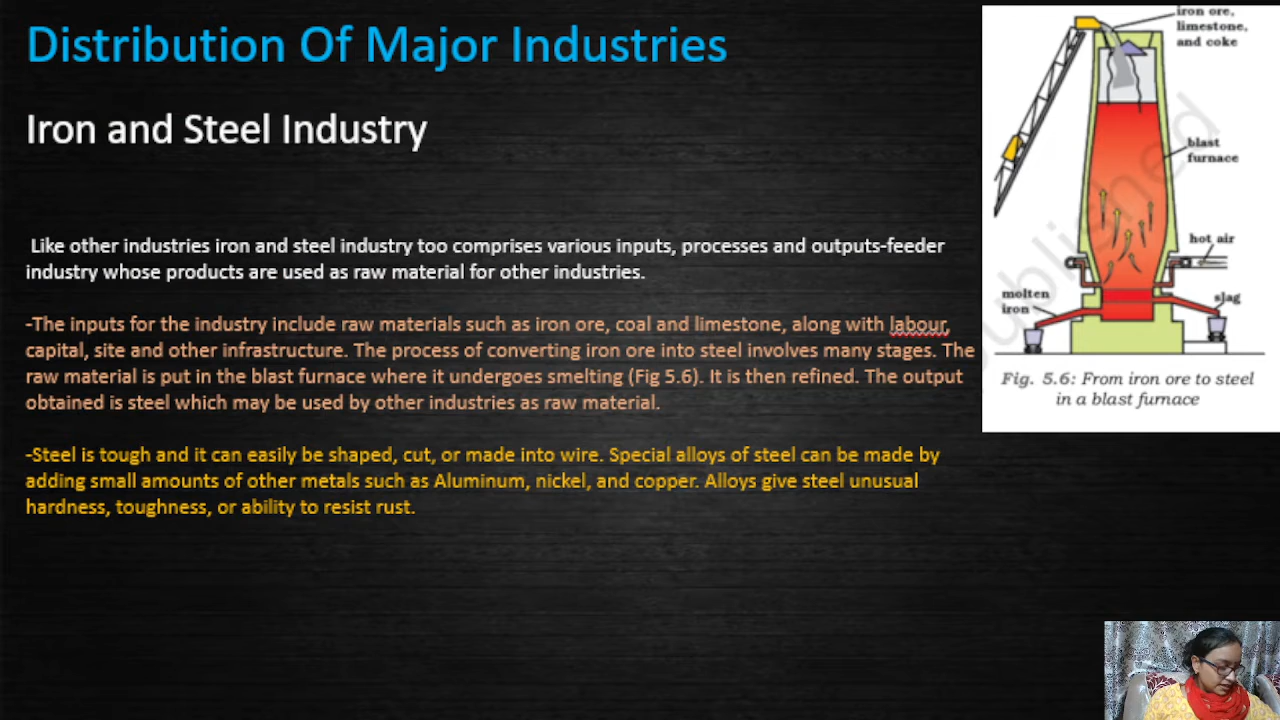 Distribution Of Major Industries
Iron and Steel Industry
Like other industries iron and steel industry too comprises various inputs, processes and outputs-feeder
industry whose products are used as raw material for other industries.
-The inputs for the industry include raw materials such as iron ore, coal and limestone, along with labour,
capital, site and other infrastructure. The process of converting iron ore into steel involves many stages. The
raw material is put in the blast furnace where it undergoes smelting (Fig 5.6). It is then refined. The output
obtained is steel which may be used by other industries as raw material.
-Steel is tough and it can easily be shaped, cut, or made into wire. Special alloys of steel can be made by
adding small amounts of other metals such as Aluminum, nickel, and copper. Alloys give steel unusual
hardness, toughness, or ability to resist rust.
iron ore,
limestone,
and coke
blast
furnace
hot air
molten
iron
slag
Fig. 5.6: From iron ore to steel
in a blast furnace